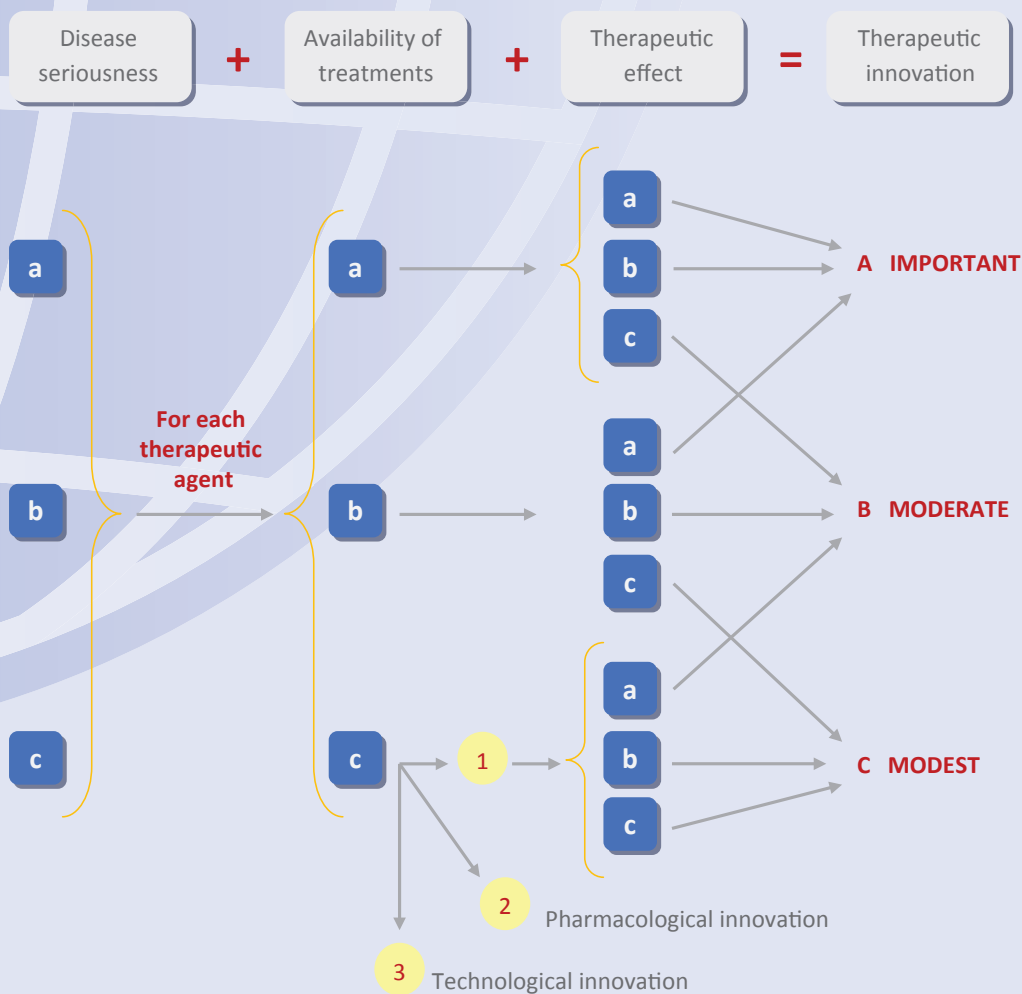 Disease
seriousness
+
Availability of
treatments
+
Therapeutic
effect
=
Therapeutic
innovation
a
b
c
For each
therapeutic
agent
a
b
c
a
b
c
a
b
c
a
b
c
A IMPORTANT
B MODERATE
C MODEST
1
2 Pharmacological innovation
3 Technological innovation